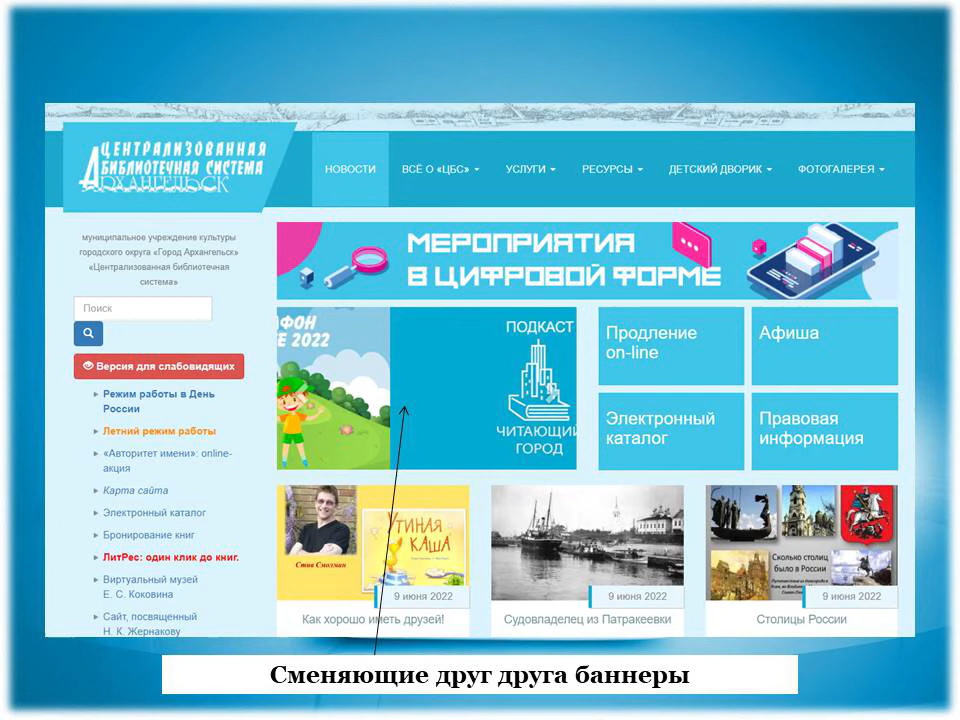 ЦЕНТРАЛИЗОВАННАЯ
БИБЛИОТЕЧНАЯ СИСТЕМА
АРХАНГЕЛЬСК
НОВОСТИ
ВСЁ О «ЦБС»
УСЛУГИ
РЕСУРСЫ
ДЕТСКИЙ ДВОРИК
ФОТОГАЛЕРЕЯ
муниципальное учреждение культуры
городского округа «Город Архангельск»
«Централизованная библиотечная
система»
Поиск
Версия для слабовидящих
Режим работы в День
России
Летний режим работы
«Авторитет имени»: online-
акция
Карта сайта
Электронный каталог
Бронирование книг
ЛитРес: один клик до книг.
Виртуальный музей
Е. С. Коковина
Сайт, посвященный
Н. К. Жернакову
МЕРОПРИЯТИЯ
В ЦИФРОВОЙ ФОРМЕ
АФОН
Е 2022
ПОДКАСТ
ЧИТАЮЩИЙ
ГОРОД
Продление
on-line
Афиша
Электронный
каталог
Правовая
информация
Стив Смолман
УТИНАЯ
КАША
9 июня 2022
Как хорошо иметь друзей!
9 июня 2022
Судовладелец из Патракеевки
Сколько столиц
было в России
9 июня 2022
Столицы России
Сменяющие друг друга баннеры